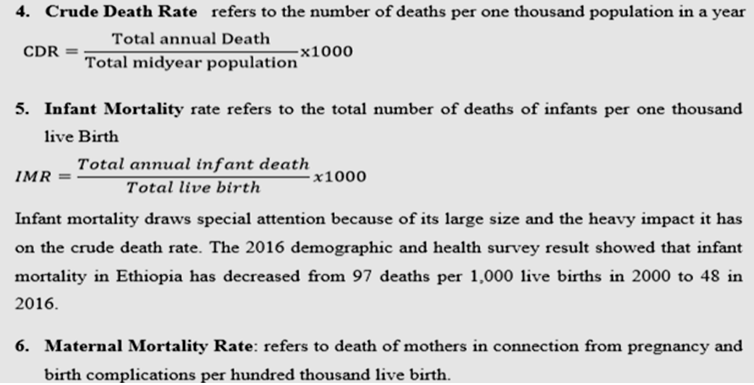 4. Crude Death Rate refers to the number of deaths per one thousand population in a year
CDR = Total annual Death / Total midyear population x1000
5. Infant Mortality rate refers to the total number of deaths of infants per one thousand
live Birth
IMR = Total annual infant death / Total live birth x1000
Infant mortality draws special attention because of its large size and the heavy impact it has
on the crude death rate. The 2016 demographic and health survey result showed that infant
mortality in Ethiopia has decreased from 97 deaths per 1,000 live births in 2000 to 48 in
2016.
6. Maternal Mortality Rate: refers to death of mothers in connection from pregnancy and
birth complications per hundred thousand live birth.